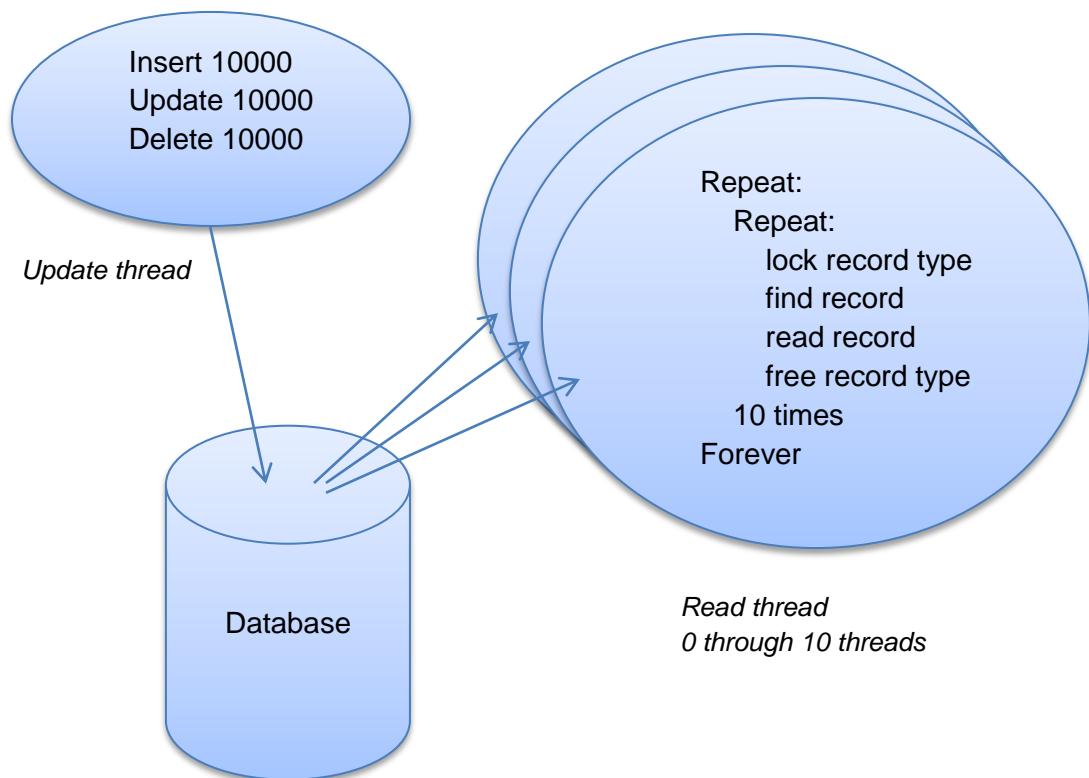 Insert 10000
Update 10000
Delete 10000
Update thread
Repeat:
Repeat:
lock record type
find record
read record
free record type
10 times
Forever
Database
Read thread
0 through 10 threads